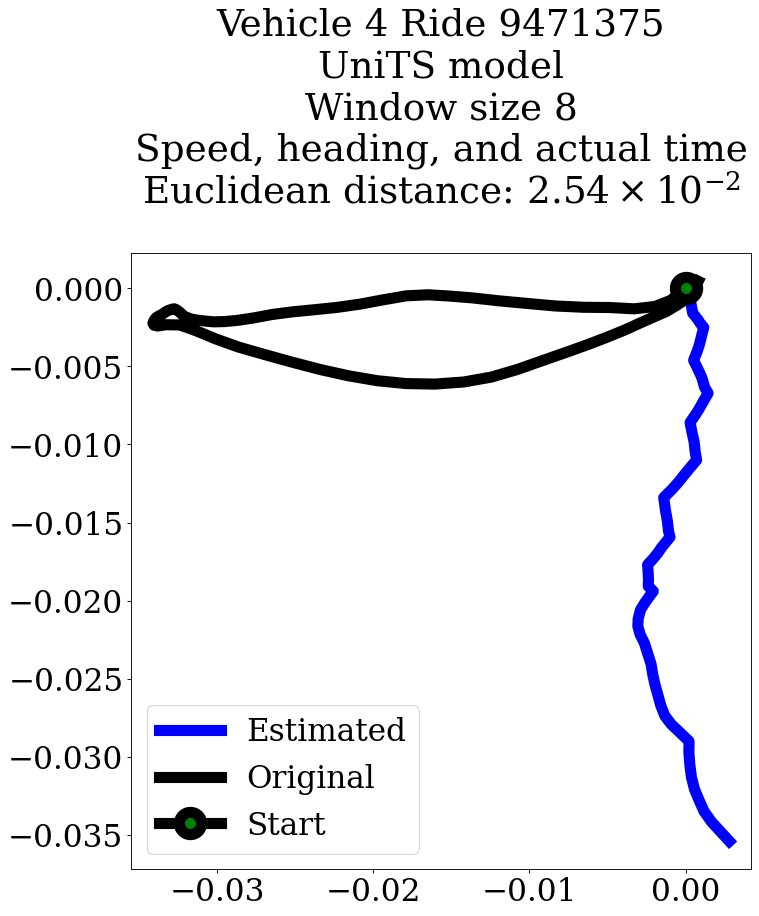 Vehicle 4 Ride 9471375
UniTS model
Window size 8
Speed, heading, and actual time
Euclidean distance: 2.54 × 10⁻²
0.000
−0.005
−0.010
−0.015
−0.020
−0.025
−0.030
−0.035
Estimated
Original
Start
−0.03 −0.02 −0.01 0.00